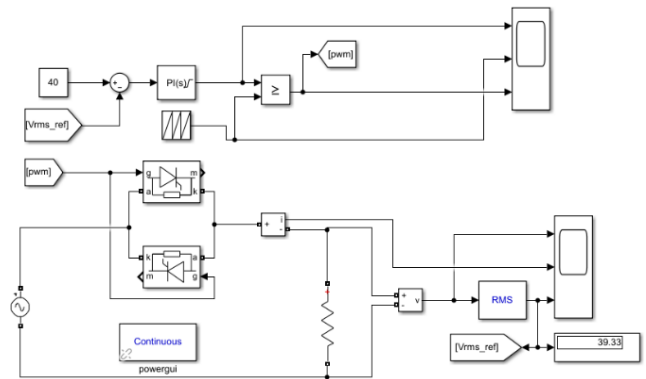 [pwm]
40
+
-
PI(s)
≥
[Vrms_ref]
[pwm]
g
m
a
k
+
i
-
k
a
m
g
+
-
v
RMS
Continuous
powergui
[Vrms_ref]
39.33